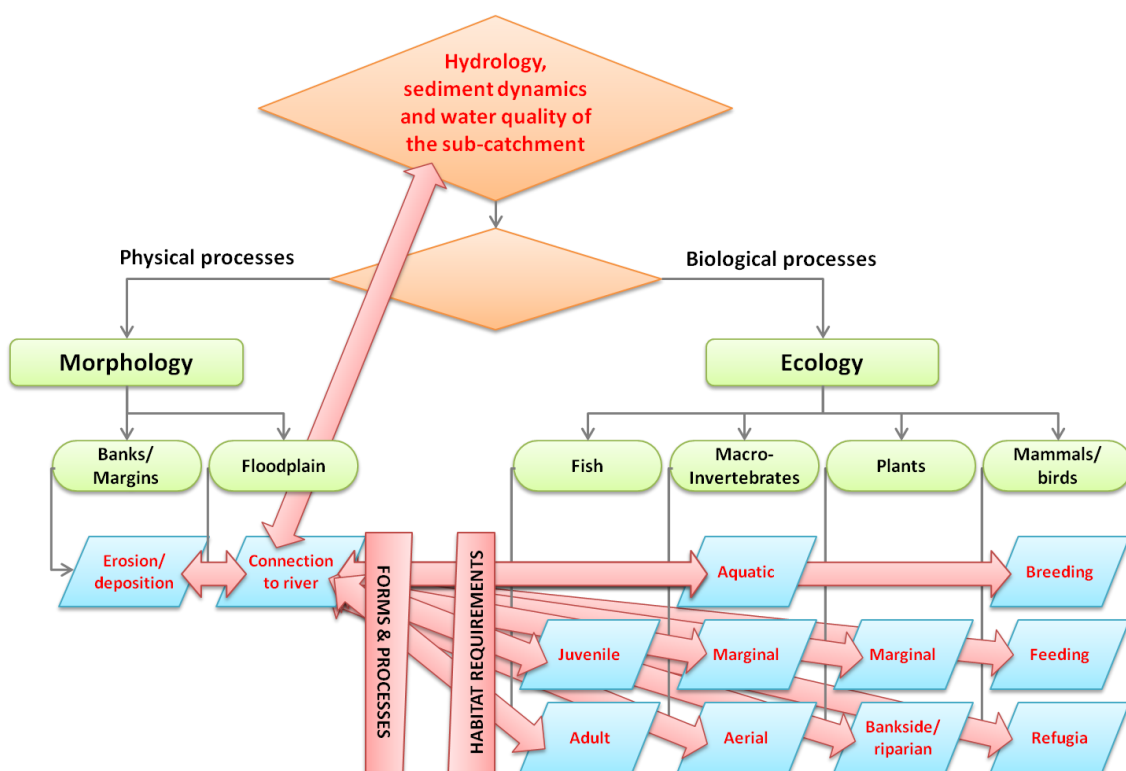 Hydrology,
sediment dynamics
and water quality of
the sub-catchment
Physical processes
Biological processes
Morphology
Ecology
Banks/
Margins
Floodplain
Fish
Macro-
Invertebrates
Plants
Mammals/
birds
Erosion/
deposition
Connection
to river
FORMS & PROCESSES
HABITAT REQUIREMENTS
Aquatic
Breeding
Juvenile
Marginal
Marginal
Feeding
Adult
Aerial
Bankside/
riparian
Refugia